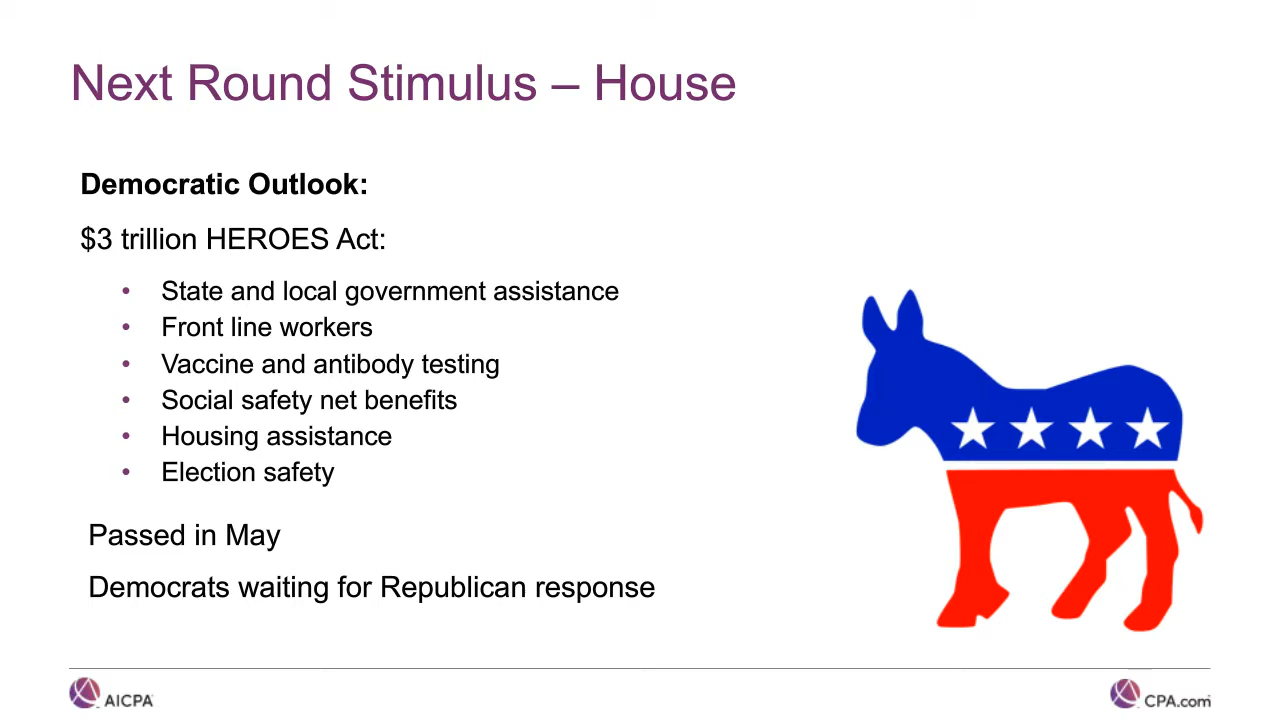 Next Round Stimulus – House
Democratic Outlook:
$3 trillion HEROES Act:
• State and local government assistance
• Front line workers
• Vaccine and antibody testing
• Social safety net benefits
• Housing assistance
• Election safety
Passed in May
Democrats waiting for Republican response
AICPA
CPA.com